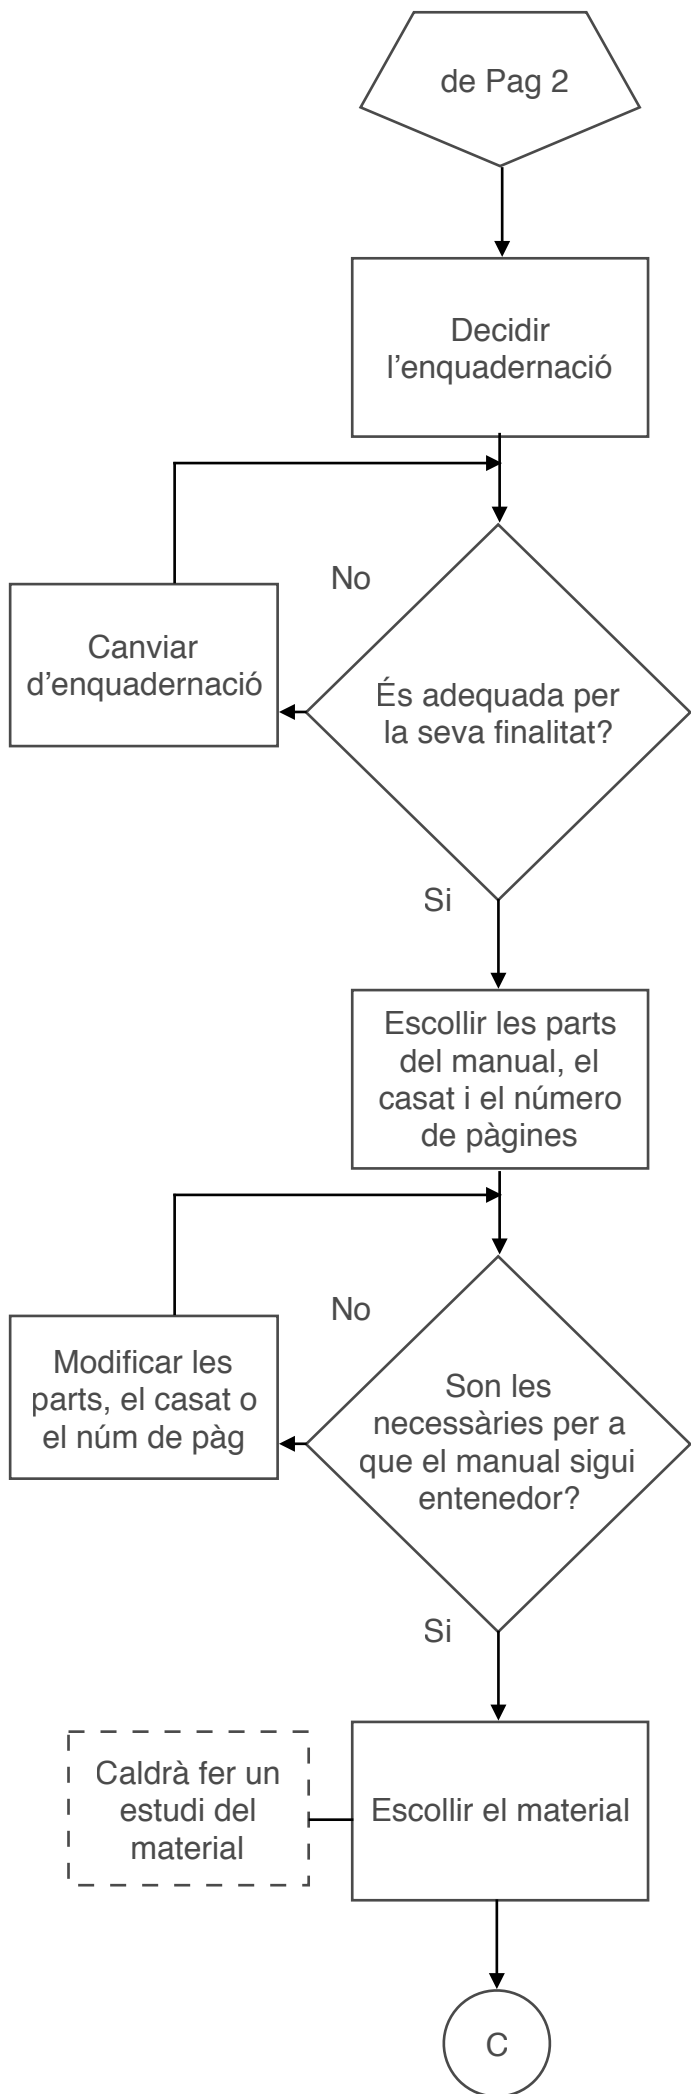 de Pag 2
Decidir
l’enquadernació
No
Canviar
d’enquadernació
És adequada per
la seva finalitat?
Si
Escollir les parts
del manual, el
casat i el número
de pàgines
No
Modificar les
parts, el casat o
el núm de pàg
Son les
necessàries per a
que el manual sigui
entenedor?
Si
Caldrà fer un
estudi del
material
Escollir el material
C